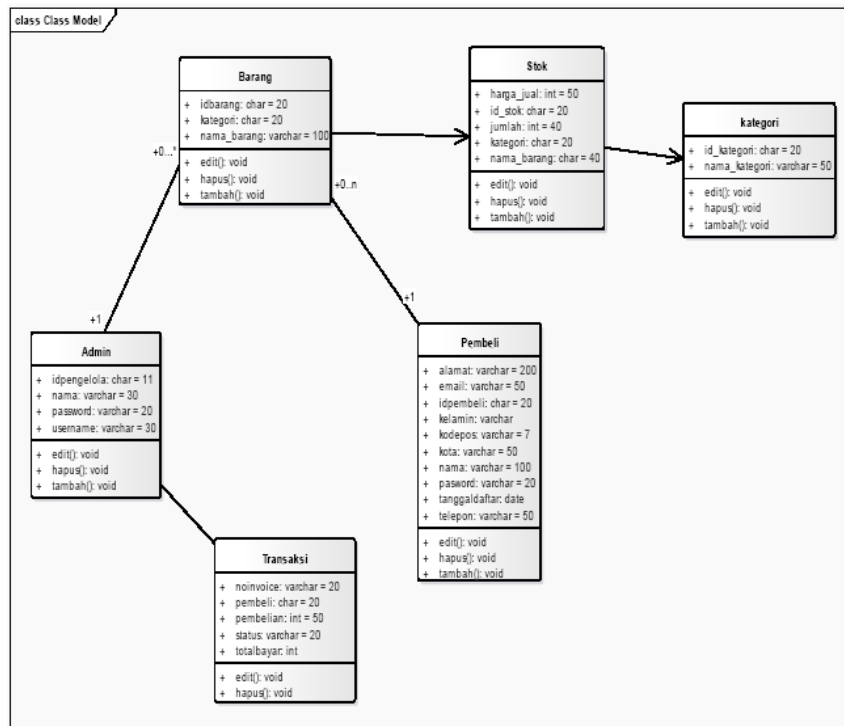 class Class Model
Barang
+ idbarang: char = 20
+ kategori: char = 20
+ nama_barang: varchar = 100
+ edit(): void
+ hapus(): void
+ tambah(): void
Stok
+ harga_jual: int = 50
+ id_stok: char = 20
+ jumlah: int = 40
+ kategori: char = 20
+ nama_barang: char = 40
+ edit(): void
+ hapus(): void
+ tambah(): void
kategori
+ id_kategori: char = 20
+ nama_kategori: varchar = 50
+ edit(): void
+ hapus(): void
+ tambah(): void
+0...*
+0..n
+1
+1
Admin
+ idpengelola: char = 11
+ nama: varchar = 30
+ password: varchar = 20
+ username: varchar = 30
+ edit(): void
+ hapus(): void
+ tambah(): void
Pembeli
+ alamat: varchar = 200
+ email: varchar = 50
+ idpembeli: char = 20
+ kelamin: varchar
+ kodepos: varchar = 7
+ kota: varchar = 50
+ nama: varchar = 100
+ pasword: varchar = 20
+ tanggaldaftar: date
+ telepon: varchar = 50
+ edit(): void
+ hapus(): void
+ tambah(): void
Transaksi
+ noinvoice: varchar = 20
+ pembeli: char = 20
+ pembelian: int = 50
+ status: varchar = 20
+ totalbayar: int
+ edit(): void
+ hapus(): void